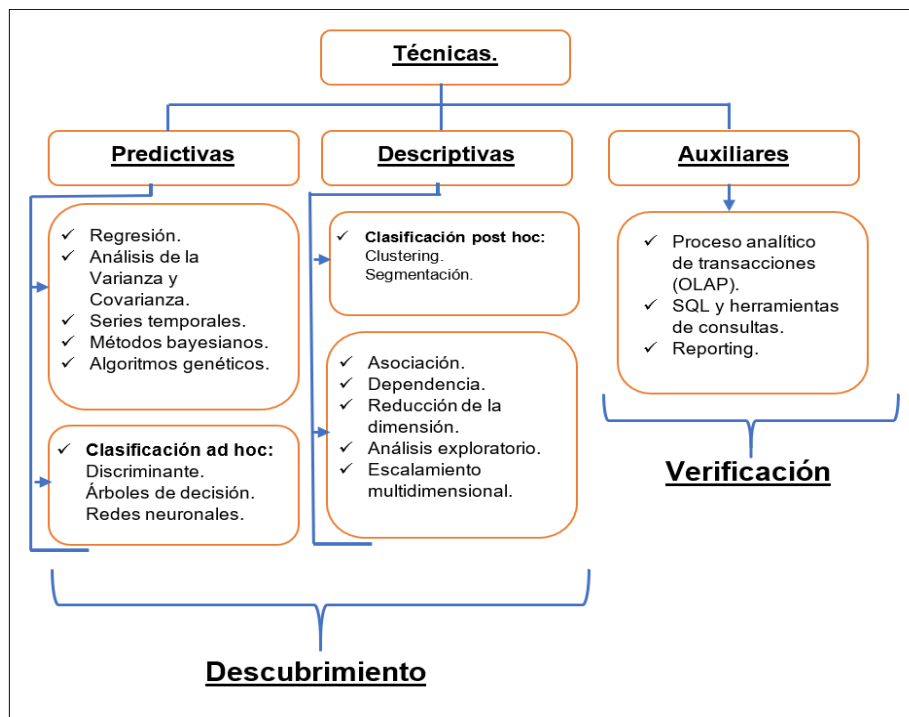 Técnicas.
Predictivas
Descriptivas
Auxiliares
✓ Regresión.
✓ Análisis de la
Varianza y
Covarianza.
✓ Series temporales.
✓ Métodos bayesianos.
✓ Algoritmos genéticos.
✓ Clasificación ad hoc:
Discriminante.
Árboles de decisión.
Redes neuronales.
✓ Clasificación post hoc:
Clustering.
Segmentación.
✓ Asociación.
✓ Dependencia.
✓ Reducción de la
dimensión.
✓ Análisis exploratorio.
✓ Escalamiento
multidimensional.
✓ Proceso analítico
de transacciones
(OLAP).
✓ SQL y herramientas
de consultas.
✓ Reporting.
Verificación
Descubrimiento